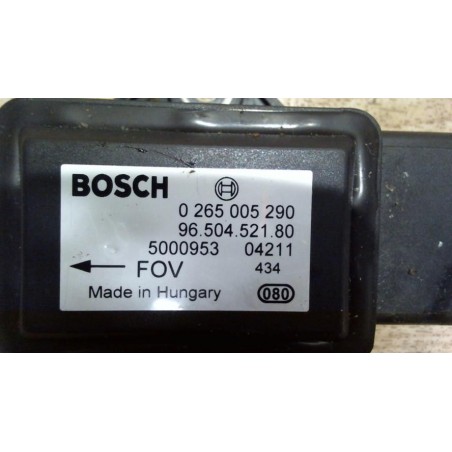 BOSCH
0 265 005 290
96.504.521.80
5000953 04211
← FOV 434
Made in Hungary 080